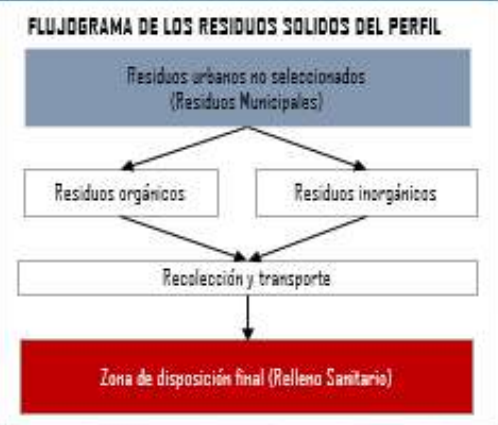 FLUJOGRAMA DE LOS RESIDUOS SOLIDOS DEL PERFIL
Residuos urbanos no seleccionados
(Residuos Municipales)
Residuos orgánicos
Residuos inorgánicos
Recolección y transporte
Zona de disposición final (Relleno Sanitario)